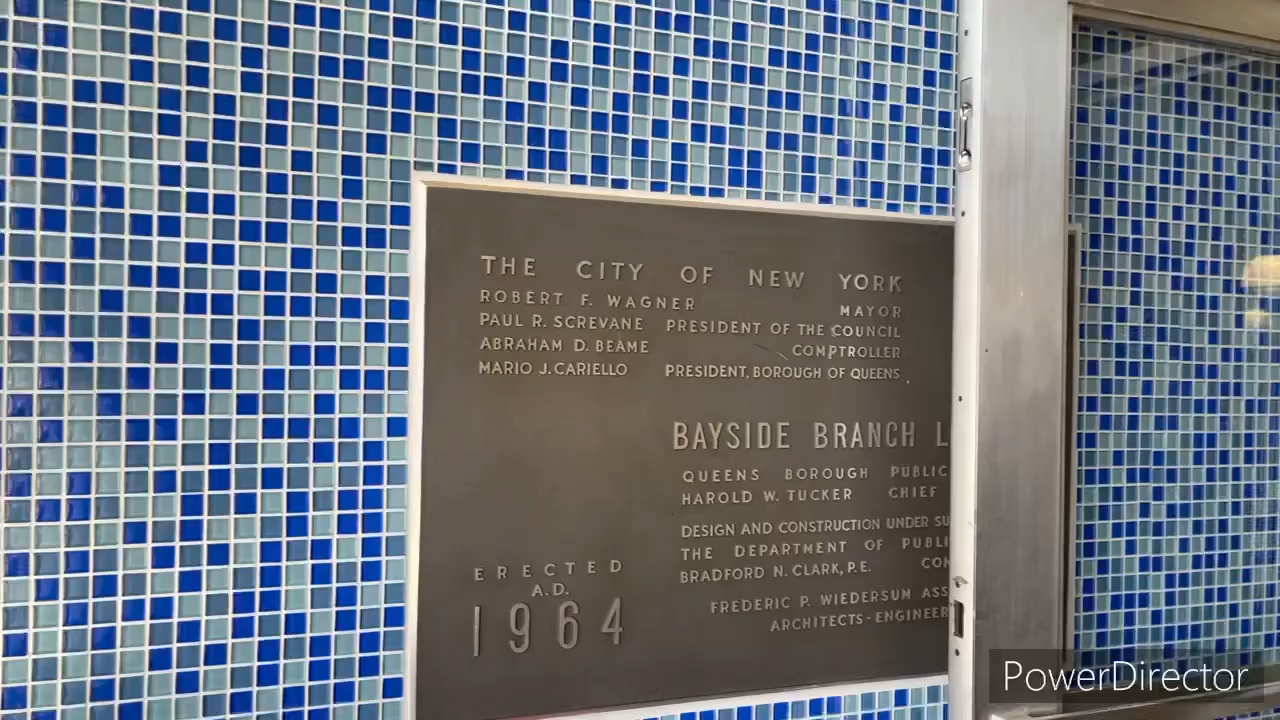 THE CITY OF NEW YORK
ROBERT F. WAGNER MAYOR
PAUL R. SCREVANE PRESIDENT OF THE COUNCIL
ABRAHAM D. BEAME COMPTROLLER
MARIO J. CARIELLO PRESIDENT, BOROUGH OF QUEENS
BAYSIDE BRANCH L
QUEENS BOROUGH PUBLIC
HAROLD W. TUCKER CHIEF
DESIGN AND CONSTRUCTION UNDER SU
THE DEPARTMENT OF PUBLI
BRADFORD N. CLARK, P.E. COM
FREDERIC P. WIEDERSUM ASS
ARCHITECTS - ENGINEER
ERECTED
A.D.
1964
PowerDirector